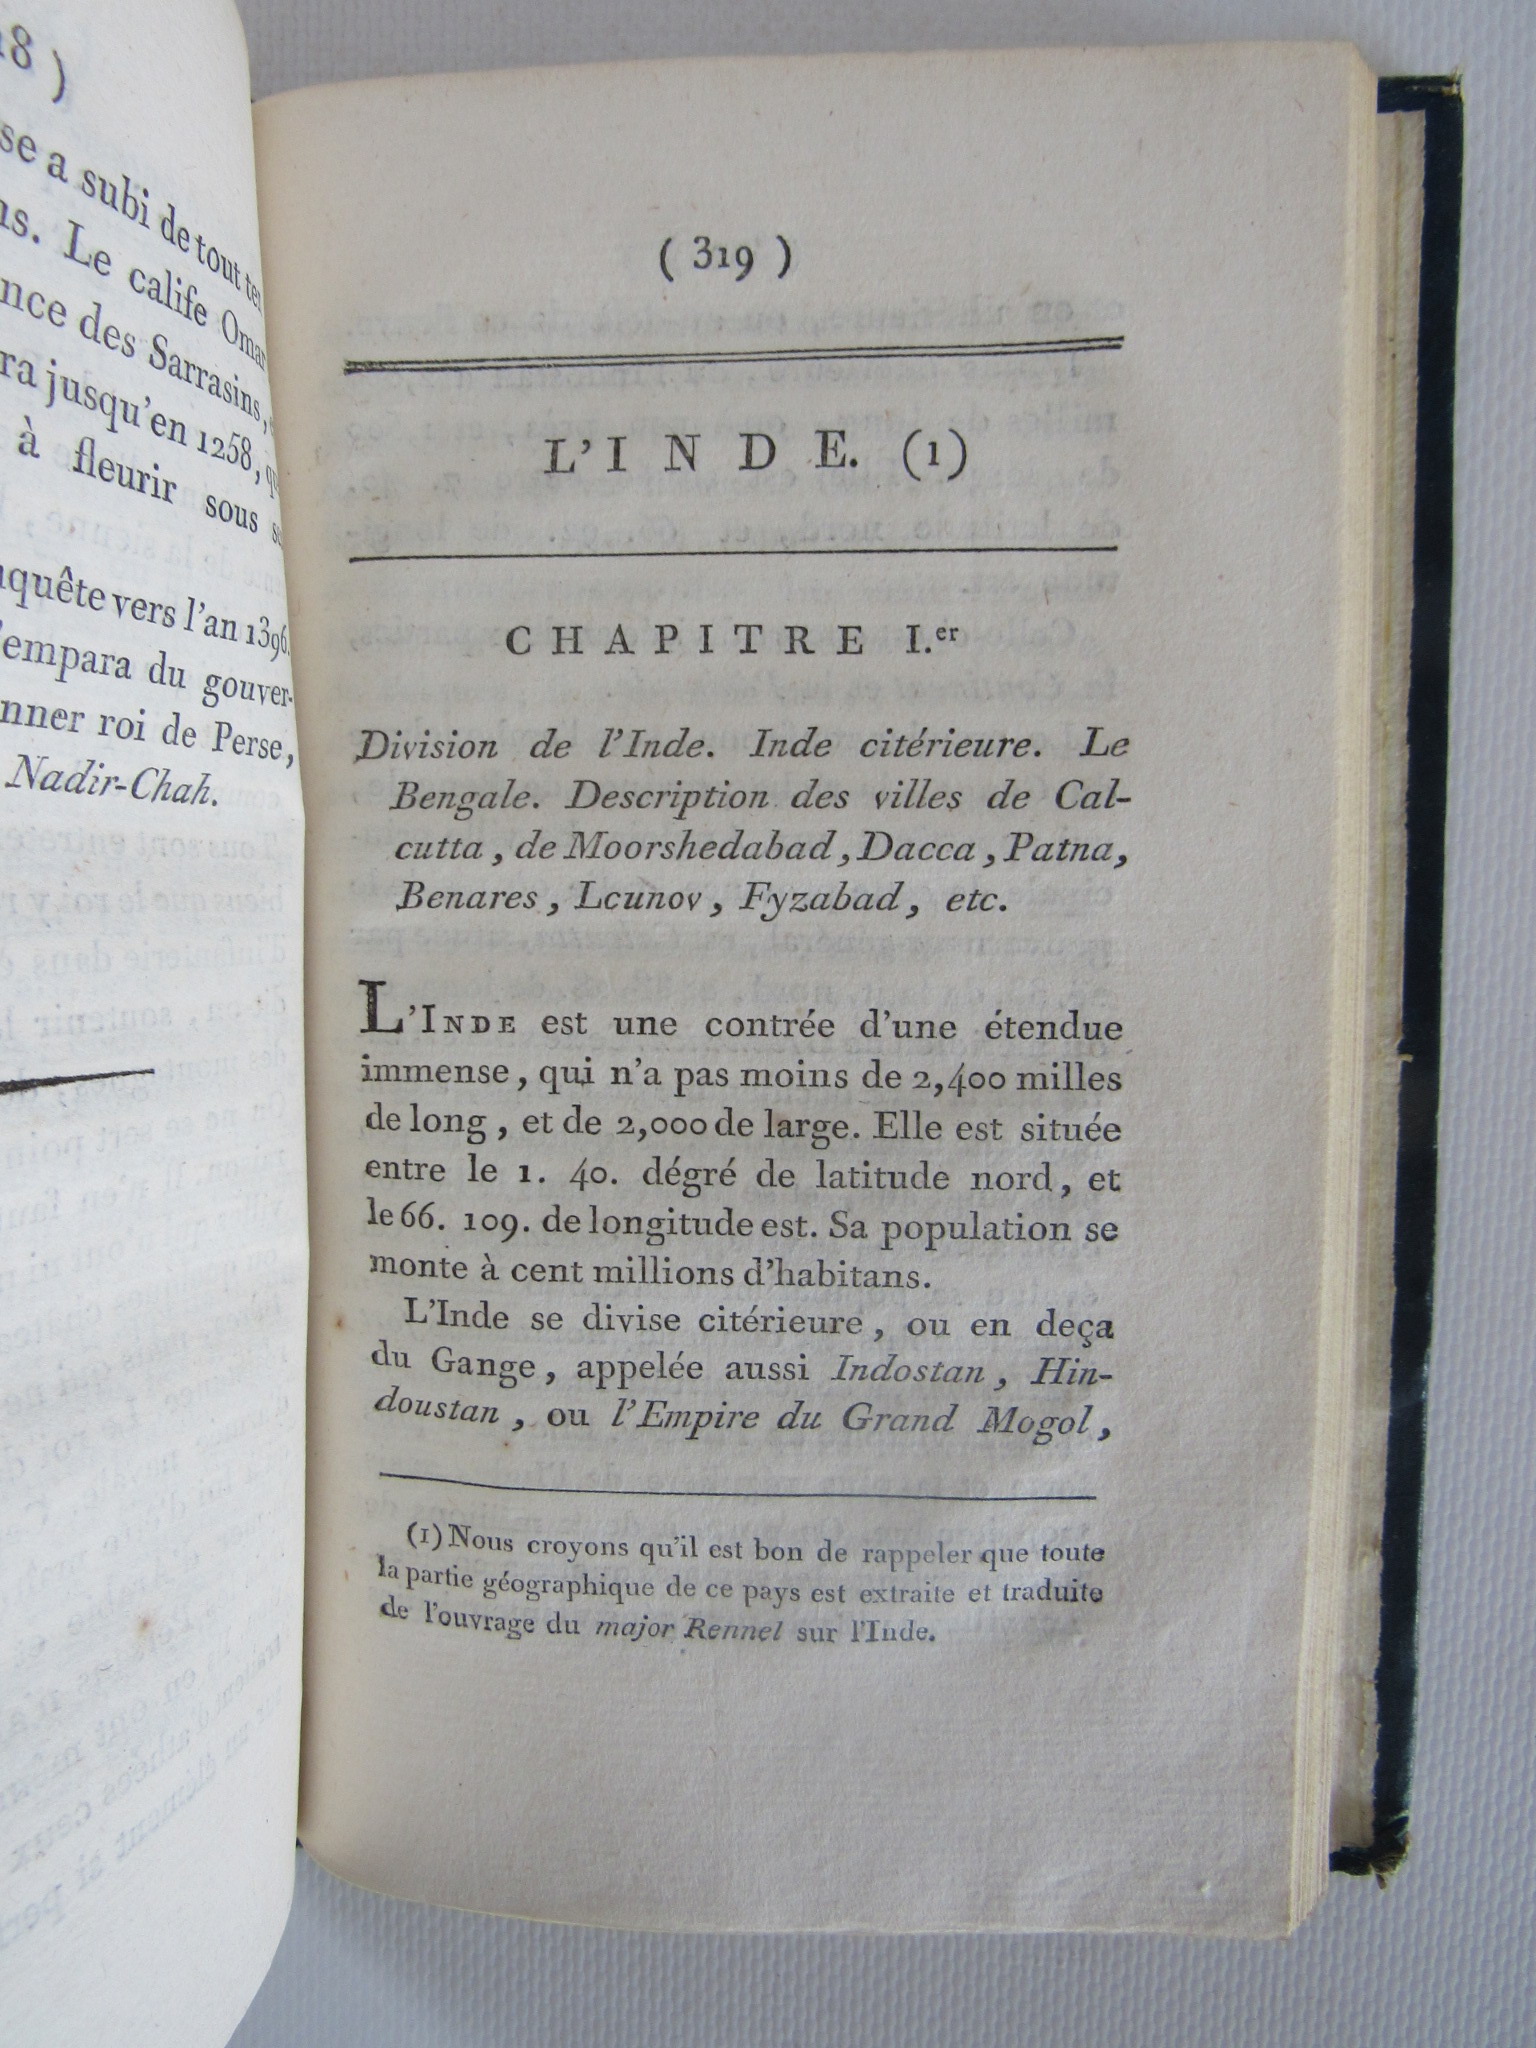 18 )
se a subi de tout
ns. Le calife Omar
nce des Sarrasins,
ra jusqu'en 1258,
à fleurir sous
nquête vers l'an 1396.
'empara du gouver-
nner roi de Perse,
Nadir-Chah.
( 319 )
L'INDE. (1)
CHAPITRE I.er
Division de l'Inde. Inde citérieure. Le
Bengale. Description des villes de Cal-
cutta, de Moorshedabad, Dacca, Patna,
Benares, Lcunov, Fyzabad, etc.
L'INDE est une contrée d'une étendue
immense, qui n'a pas moins de 2,400 milles
de long, et de 2,000 de large. Elle est située
entre le 1. 40. dégré de latitude nord, et
le 66. 109. de longitude est. Sa population se
monte à cent millions d'habitans.
L'Inde se divise citérieure, ou en deça
du Gange, appelée aussi Indostan, Hin-
doustan, ou l'Empire du Grand Mogol,
(1) Nous croyons qu'il est bon de rappeler que toute
la partie géographique de ce pays est extraite et traduite
de l'ouvrage du major Rennel sur l'Inde.